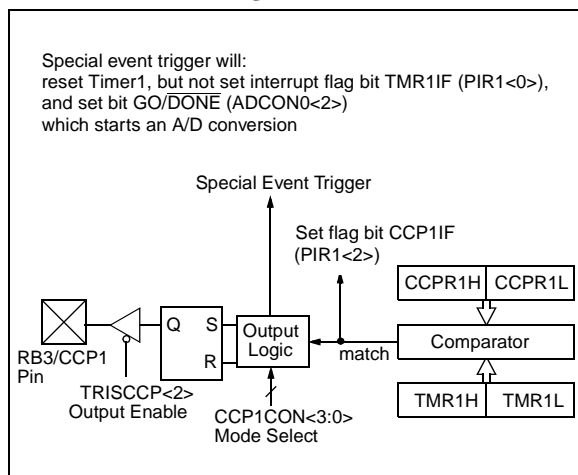 Special event trigger will:
reset Timer1, but not set interrupt flag bit TMR1IF (PIR1<0>),
and set bit GO/DONE (ADCON0<2>)
which starts an A/D conversion
Special Event Trigger
Set flag bit CCP1IF
(PIR1<2>)
CCPR1H CCPR1L
Q S
R
Output
Logic
match
Comparator
RB3/CCP1
Pin
TRISCCP<2>
Output Enable
CCP1CON<3:0>
Mode Select
TMR1H TMR1L